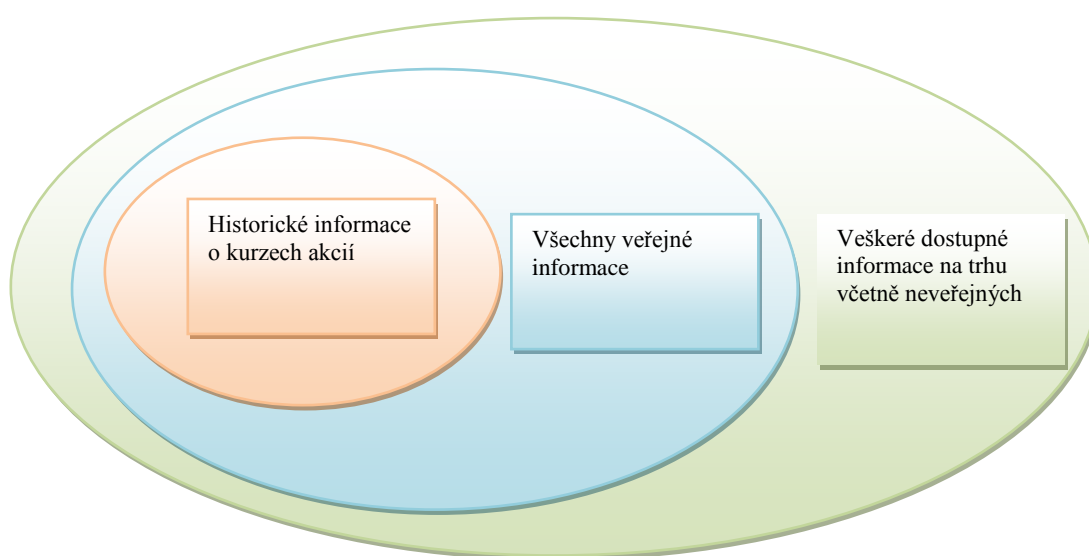 Historické informace
o kurzech akcií
Všechny veřejné
informace
Veškeré dostupné
informace na trhu
včetně neveřejných